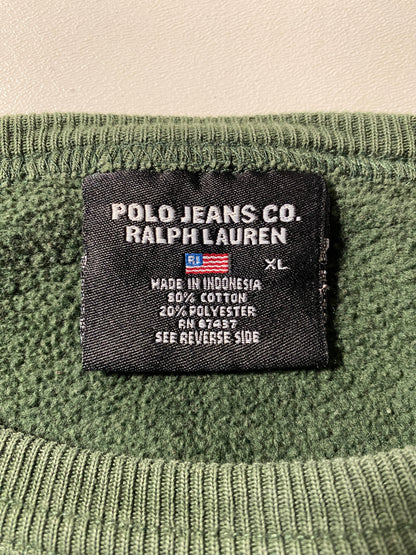 POLO JEANS CO.
RALPH LAUREN
RL XL
MADE IN INDONESIA
80% COTTON
20% POLYESTER
RN 67437
SEE REVERSE SIDE